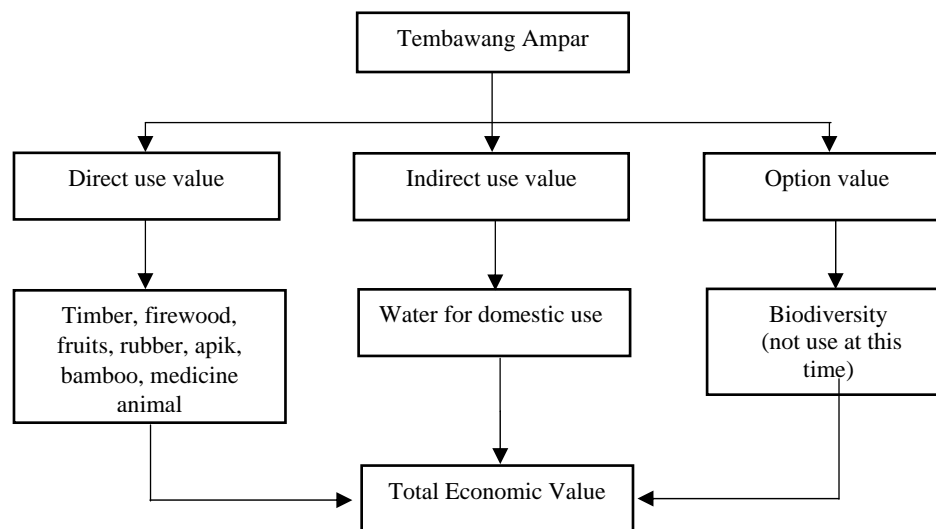 Tembawang Ampar
Direct use value
Indirect use value
Option value
Timber, firewood,
fruits, rubber, apik,
bamboo, medicine
animal
Water for domestic use
Biodiversity
(not use at this
time)
Total Economic Value